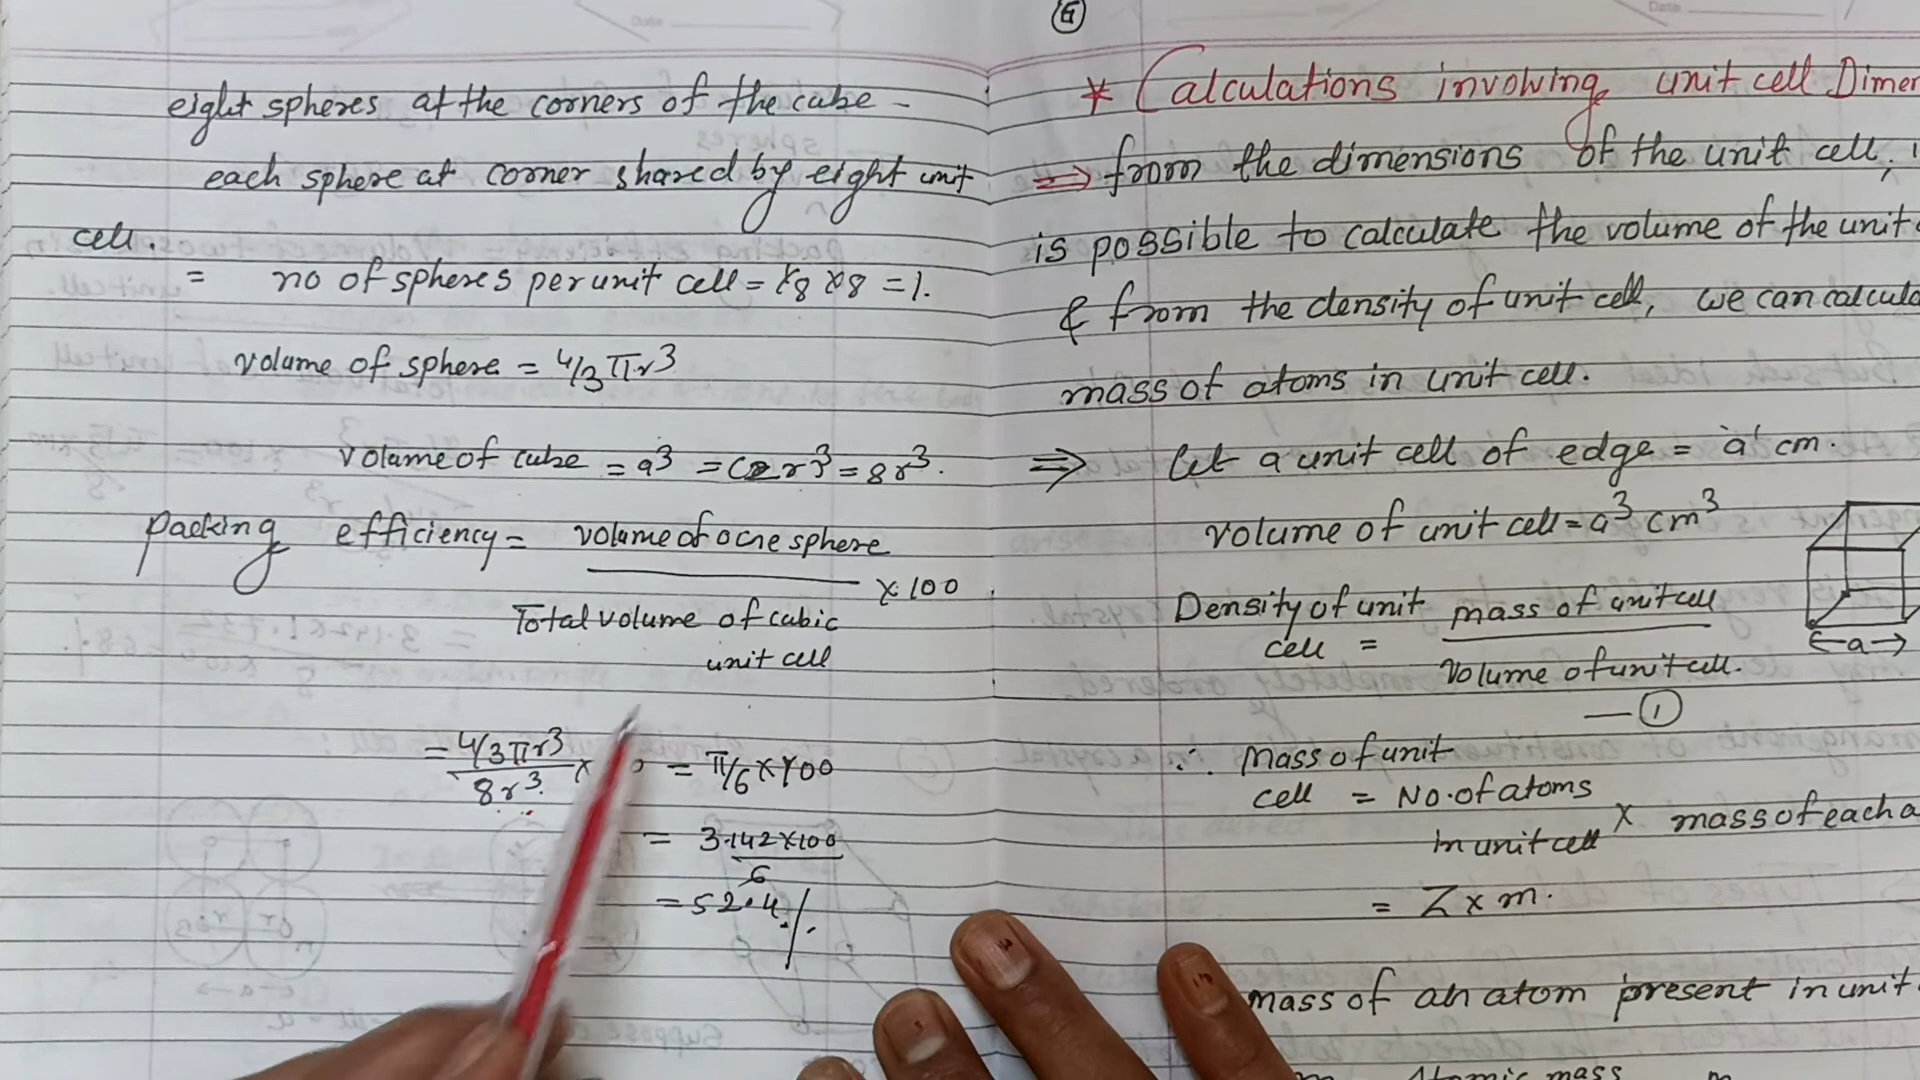 5
eight spheres at the corners of the cube -
each sphere at corner shared by eight unit
cell.
= no of spheres per unit cell = 1/8 x 8 = 1.
volume of sphere = 4/3 πr³
volume of cube = a³ = (2r)³ = 8r³.
Packing efficiency = volume of one sphere
x 100
Total volume of cubic
unit cell
= 4/3 πr³
8r³ x = π/6 x 100
= 3.142 x 100
6
= 52.4 %.
* Calculations involving unit cell Dimen
=> from the dimensions of the unit cell, i
is possible to calculate the volume of the unit
& from the density of unit cell, we can calcula
mass of atoms in unit cell.
=> Let a unit cell of edge = 'a' cm.
volume of unit cell = a³ cm³
Density of unit cell = mass of unit cell
Volume of unit cell.
— 1
<-a->
∴ Mass of unit
cell = No. of atoms
in unit cell x mass of each a
= Z x m.
mass of an atom present in unit
Atomic mass